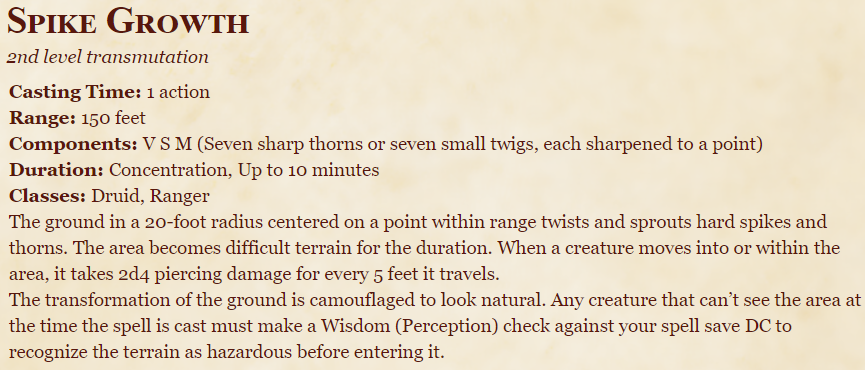 Spike Growth
2nd level transmutation
Casting Time: 1 action
Range: 150 feet
Components: V S M (Seven sharp thorns or seven small twigs, each sharpened to a point)
Duration: Concentration, Up to 10 minutes
Classes: Druid, Ranger
The ground in a 20-foot radius centered on a point within range twists and sprouts hard spikes and
thorns. The area becomes difficult terrain for the duration. When a creature moves into or within the
area, it takes 2d4 piercing damage for every 5 feet it travels.
The transformation of the ground is camouflaged to look natural. Any creature that can’t see the area at
the time the spell is cast must make a Wisdom (Perception) check against your spell save DC to
recognize the terrain as hazardous before entering it.